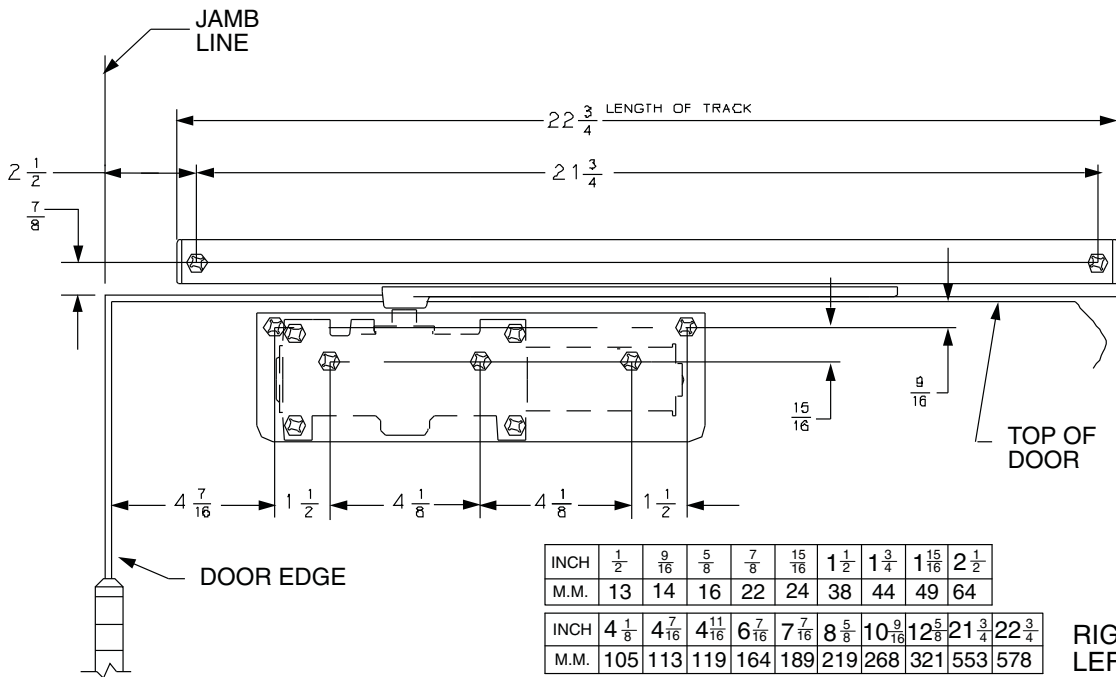 JAMB
LINE
22 3/4 LENGTH OF TRACK
2 1/2
21 3/4
7/8
9/16
15/16
TOP OF
DOOR
4 7/16 1 1/2 4 1/8 4 1/8 1 1/2
DOOR EDGE
INCH 1/2 9/16 5/8 7/8 15/16 1 1/2 1 3/4 1 15/16 2 1/2
M.M. 13 14 16 22 24 38 44 49 64
INCH 4 1/8 4 7/16 4 11/16 6 7/16 7 7/16 8 5/8 10 9/16 12 5/8 21 3/4 22 3/4
M.M. 105 113 119 164 189 219 268 321 553 578
RIG
LEF